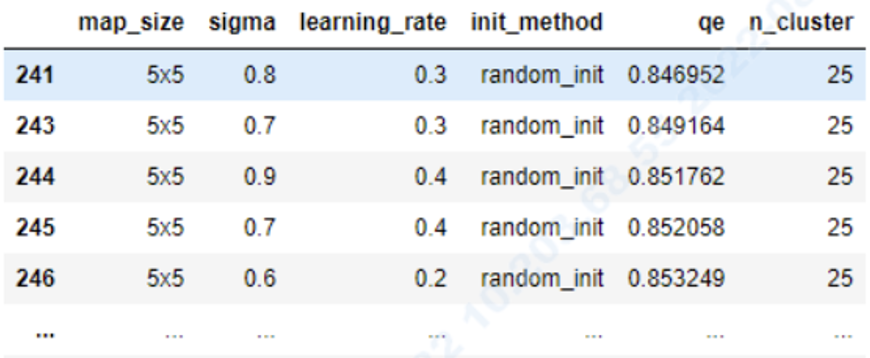 map_size sigma learning_rate init_method qe n_cluster
241 5x5 0.8 0.3 random_init 0.846952 25
243 5x5 0.7 0.3 random_init 0.849164 25
244 5x5 0.9 0.4 random_init 0.851762 25
245 5x5 0.7 0.4 random_init 0.852058 25
246 5x5 0.6 0.2 random_init 0.853249 25
... ... ... ... ... ... ...